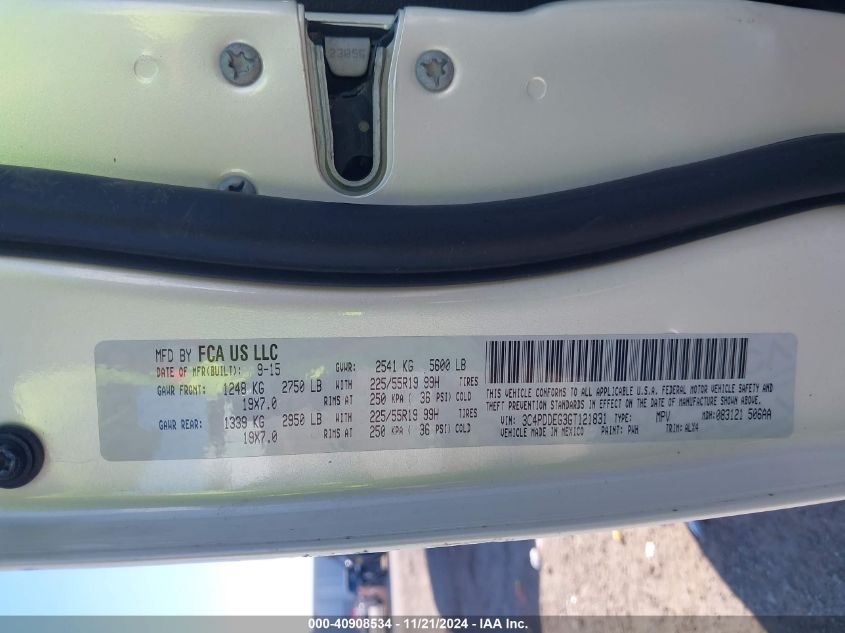 23056
MFD BY FCA US LLC
DATE OF MFR(BUILT): 9-15 GVWR: 2541 KG 5600 LB
GAWR FRONT: 1248 KG 2750 LB WITH 225/55R19 99H TIRES
19X7.0 RIMS AT 250 KPA ( 36 PSI) COLD
GAWR REAR: 1339 KG 2950 LB WITH 225/55R19 99H TIRES
19X7.0 RIMS AT 250 KPA ( 36 PSI) COLD
THIS VEHICLE CONFORMS TO ALL APPLICABLE U.S.A. FEDERAL MOTOR VEHICLE SAFETY AND
THEFT PREVENTION STANDARDS IN EFFECT ON THE DATE OF MANUFACTURE SHOWN ABOVE.
VIN: 3C4PDDEG3GT121831 TYPE: MPV MDH: 083121 506AA
VEHICLE MADE IN MEXICO PAINT: PWH TRIM: ALX4
000-40908534 - 11/21/2024 - IAA Inc.